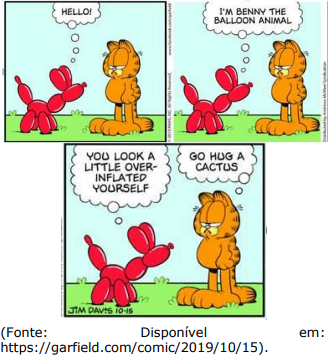 HELLO!
I'M BENNY THE
BALLOON ANIMAL
YOU LOOK A
LITTLE OVER-
INFLATED
YOURSELF
GO HUG A
CACTUS
JIM DAVIS 10-15
(Fonte: Disponível em:
https://garfield.com/comic/2019/10/15).